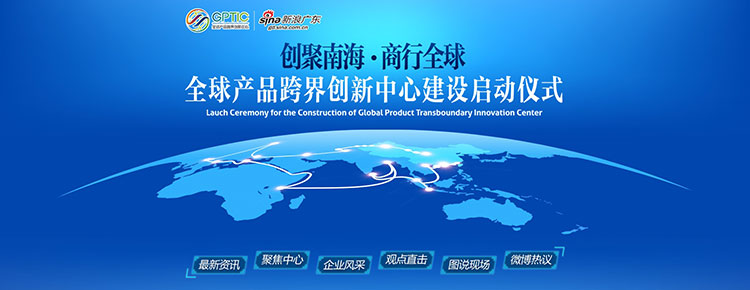 CPTIC
sina 新浪广东
gd.sina.com.cn
创聚南海·商行全球
全球产品跨界创新中心建设启动仪式
Lauch Ceremony for the Construction of Global Product Transboundary Innovation Center
最新资讯 聚焦中心 企业风采 观点直击 图说现场 微博热议